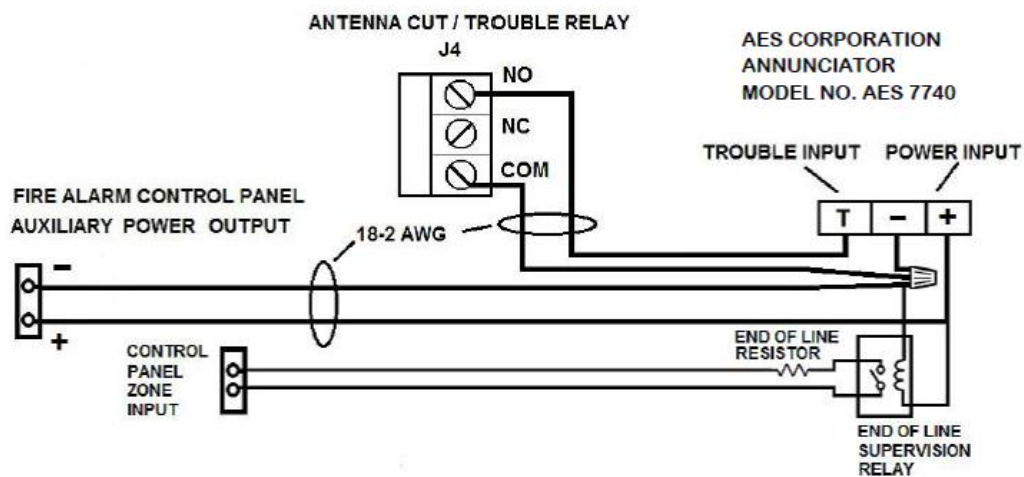 ANTENNA CUT / TROUBLE RELAY
J4
NO
NC
COM
AES CORPORATION
ANNUNCIATOR
MODEL NO. AES 7740
TROUBLE INPUT
POWER INPUT
T
–
+
FIRE ALARM CONTROL PANEL
AUXILIARY POWER OUTPUT
18-2 AWG
–
+
CONTROL
PANEL
ZONE
INPUT
END OF LINE
RESISTOR
END OF LINE
SUPERVISION
RELAY